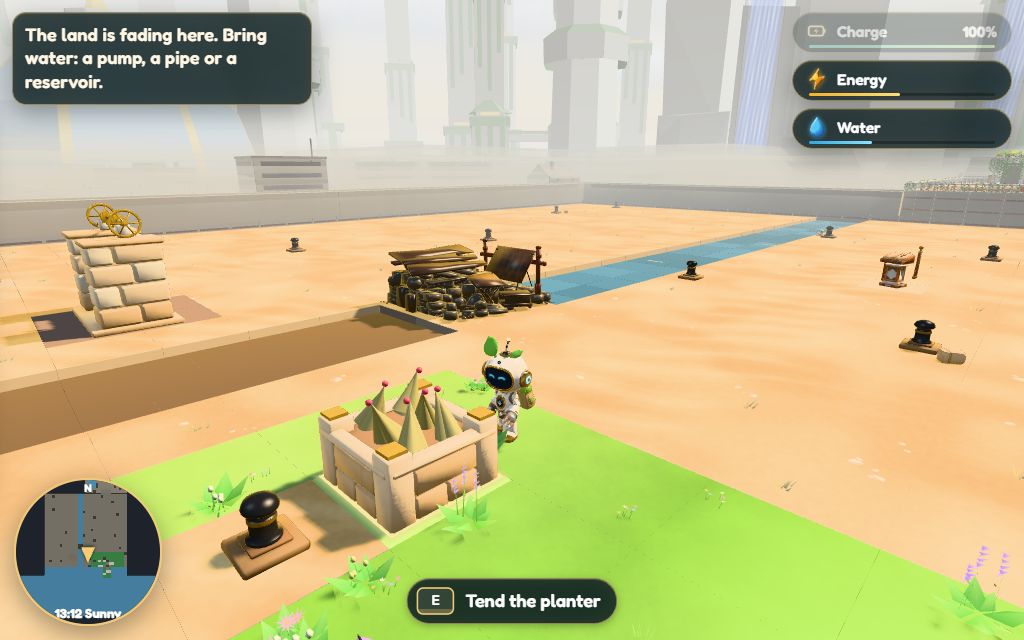 The land is fading here. Bring
water: a pump, a pipe or a
reservoir.
Charge 100%
Energy
Water
N
13:12 Sunny
E Tend the planter